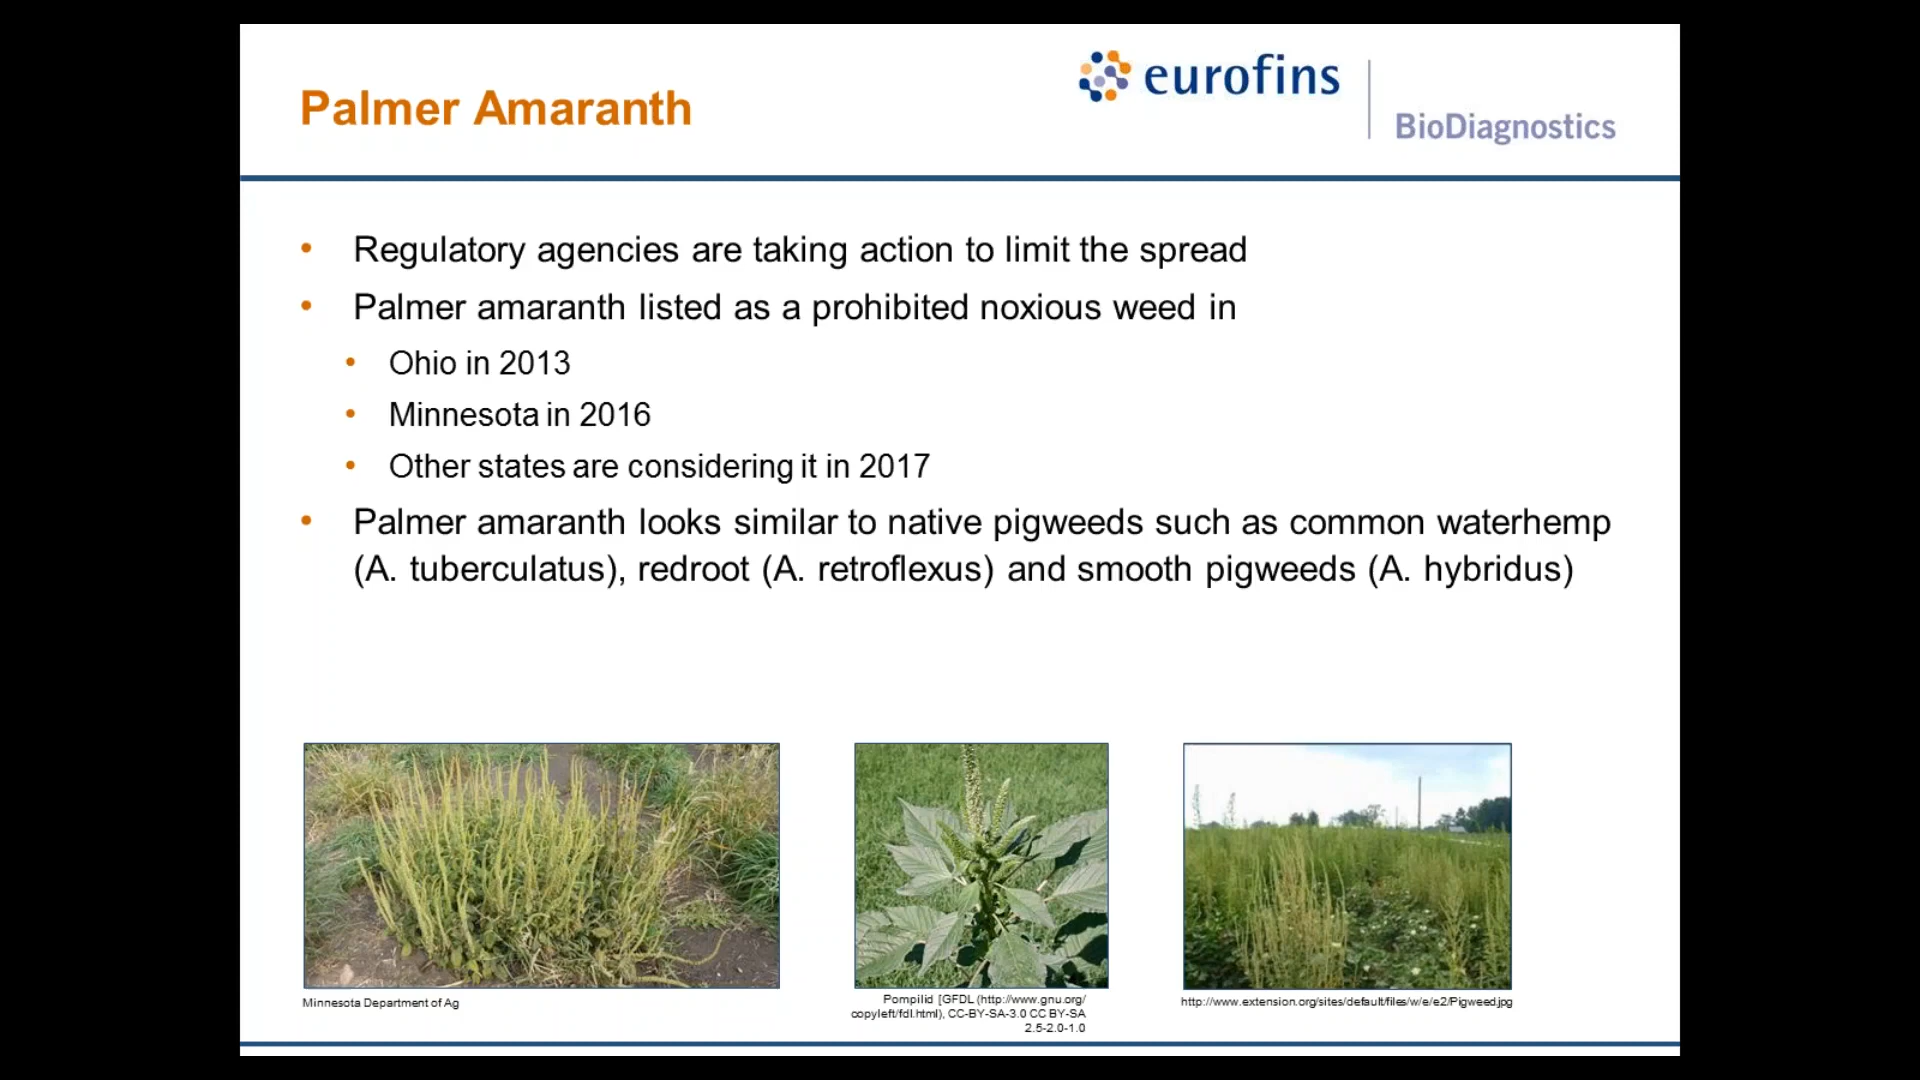 Palmer Amaranth
eurofins
BioDiagnostics
• Regulatory agencies are taking action to limit the spread
• Palmer amaranth listed as a prohibited noxious weed in
• Ohio in 2013
• Minnesota in 2016
• Other states are considering it in 2017
• Palmer amaranth looks similar to native pigweeds such as common waterhemp
(A. tuberculatus), redroot (A. retroflexus) and smooth pigweeds (A. hybridus)
Minnesota Department of Ag
Pompilid [GFDL (http://www.gnu.org/
copyleft/fdl.html), CC-BY-SA-3.0 CC BY-SA
2.5-2.0-1.0
http://www.extension.org/sites/default/files/w/e/e2/Pigweed.jpg